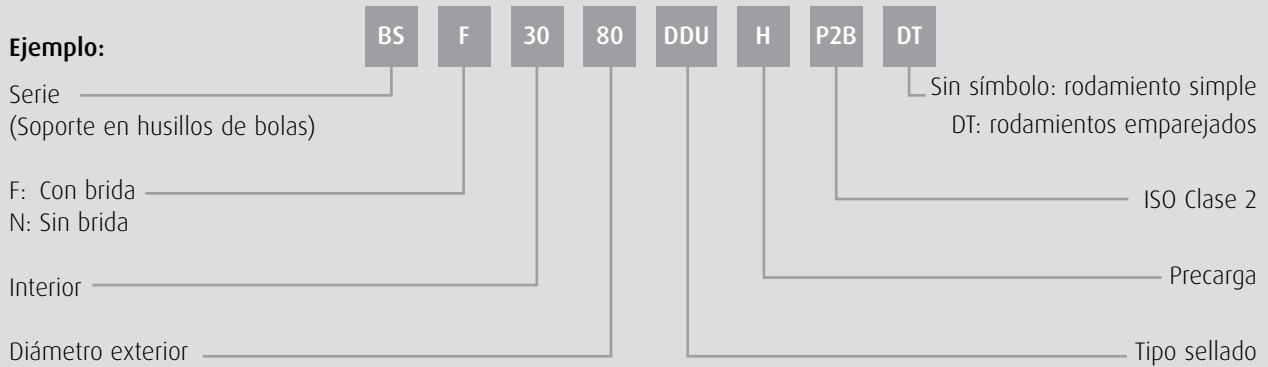 Ejemplo:
BS F 30 80 DDU H P2B DT
Serie
(Soporte en husillos de bolas)
Sin símbolo: rodamiento simple
DT: rodamientos emparejados
F: Con brida
N: Sin brida
ISO Clase 2
Interior
Precarga
Diámetro exterior
Tipo sellado